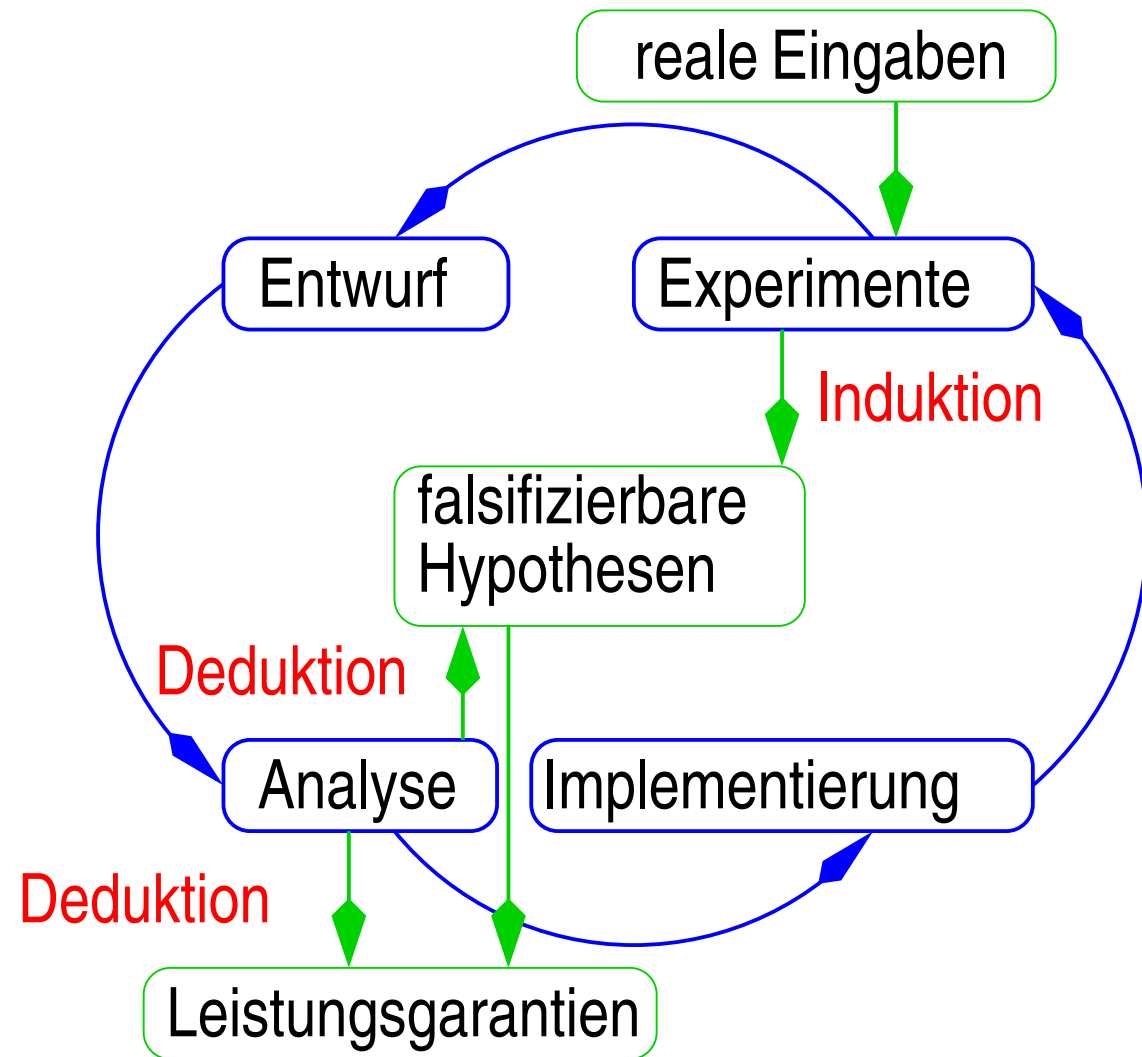 reale Eingaben
Entwurf
Experimente
Induktion
falsifizierbare
Hypothesen
Deduktion
Analyse
Implementierung
Deduktion
Leistungsgarantien